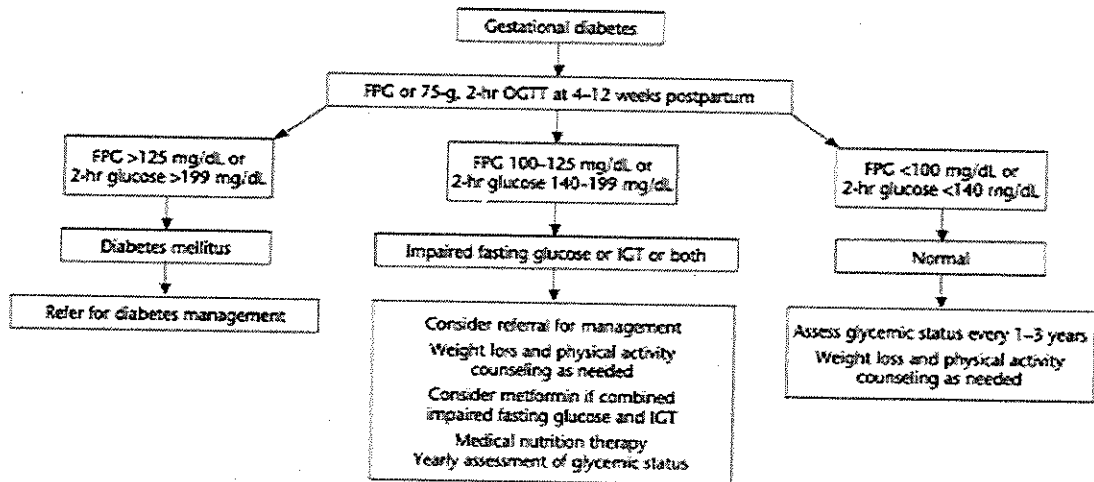 Gestational diabetes
FPG or 75-g, 2-hr OGTT at 4–12 weeks postpartum
FPG >125 mg/dL or
2-hr glucose >199 mg/dL
Diabetes mellitus
Refer for diabetes management
FPG 100–125 mg/dL or
2-hr glucose 140–199 mg/dL
Impaired fasting glucose or IGT or both
Consider referral for management
Weight loss and physical activity
counseling as needed
Consider metformin if combined
impaired fasting glucose and IGT
Medical nutrition therapy
Yearly assessment of glycemic status
FPG <100 mg/dL or
2-hr glucose <140 mg/dL
Normal
Assess glycemic status every 1–3 years
Weight loss and physical activity
counseling as needed